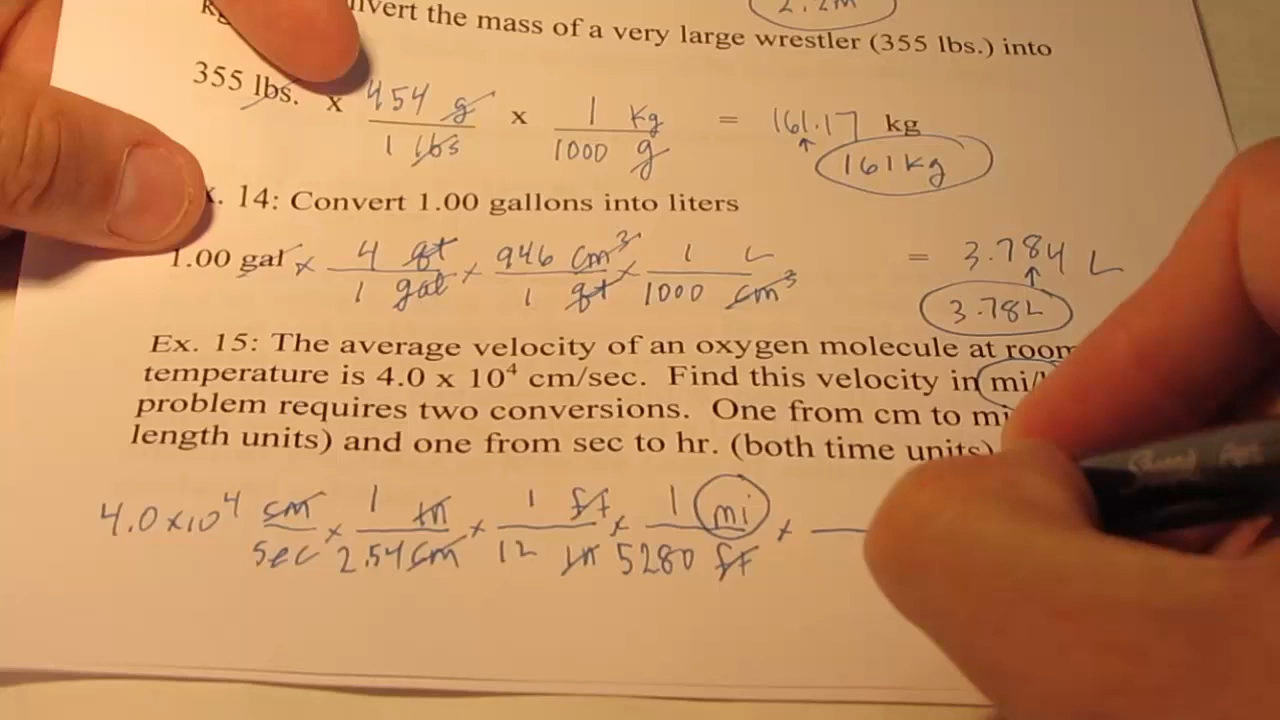 2.2m
the mass of a very large wrestler (355 lbs.) into
355 lbs. x 454 g / 1 lbs x 1 kg / 1000 g = 161.17 kg
161 kg
14: Convert 1.00 gallons into liters
1.00 gal x 4 qt / 1 gal x 946 cm³ / 1 qt x 1 L / 1000 cm³ = 3.784 L
3.78L
Ex. 15: The average velocity of an oxygen molecule at room
temperature is 4.0 x 10⁴ cm/sec. Find this velocity in mi/
problem requires two conversions. One from cm to mi
length units) and one from sec to hr. (both time units)
4.0 x 10⁴ cm / sec x 1 in / 2.54 cm x 1 ft / 12 in x 1 mi / 5280 ft x